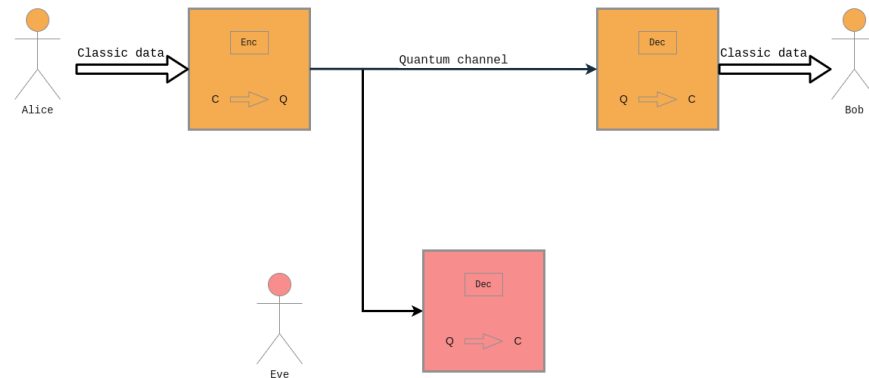 Enc
Dec
Classic data
Quantum channel
Classic data
C
Q
Q
C
Alice
Bob
Dec
Q
C
Eve